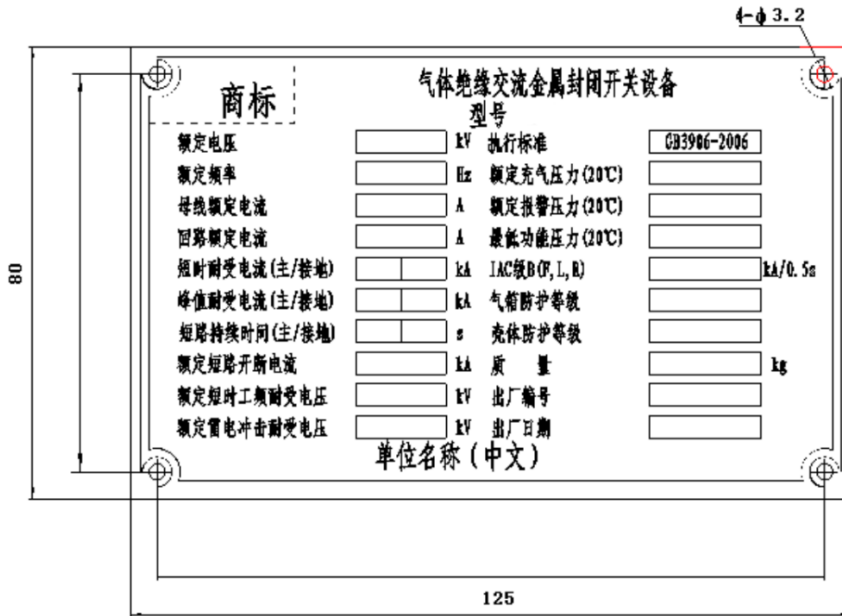 4-ϕ3.2
商标
气体绝缘交流金属封闭开关设备
型号
额定电压 kV 执行标准 GB3906-2006
额定频率 Hz 额定充气压力(20℃)
母线额定电流 A 额定报警压力(20℃)
回路额定电流 A 最低功能压力(20℃)
短时耐受电流(主/接地) kA IAC级B(F,L,R) kA/0.5s
峰值耐受电流(主/接地) kA 气箱防护等级
短路持续时间(主/接地) s 壳体防护等级
额定短路开断电流 kA 质 量 kg
额定短时工频耐受电压 kV 出厂编号
额定雷电冲击耐受电压 kV 出厂日期
单位名称(中文)
80
125